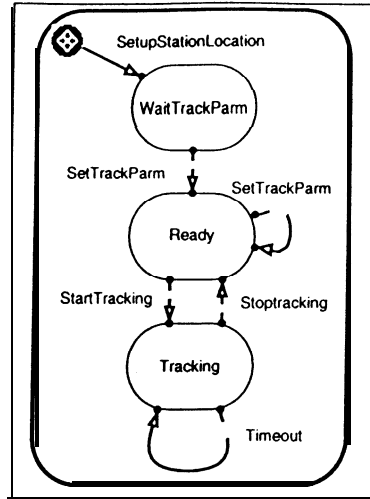 SetupStationLocation
WaitTrackParm
SetTrackParm
SetTrackParm
Ready
StartTracking
Stoptracking
Tracking
Timeout